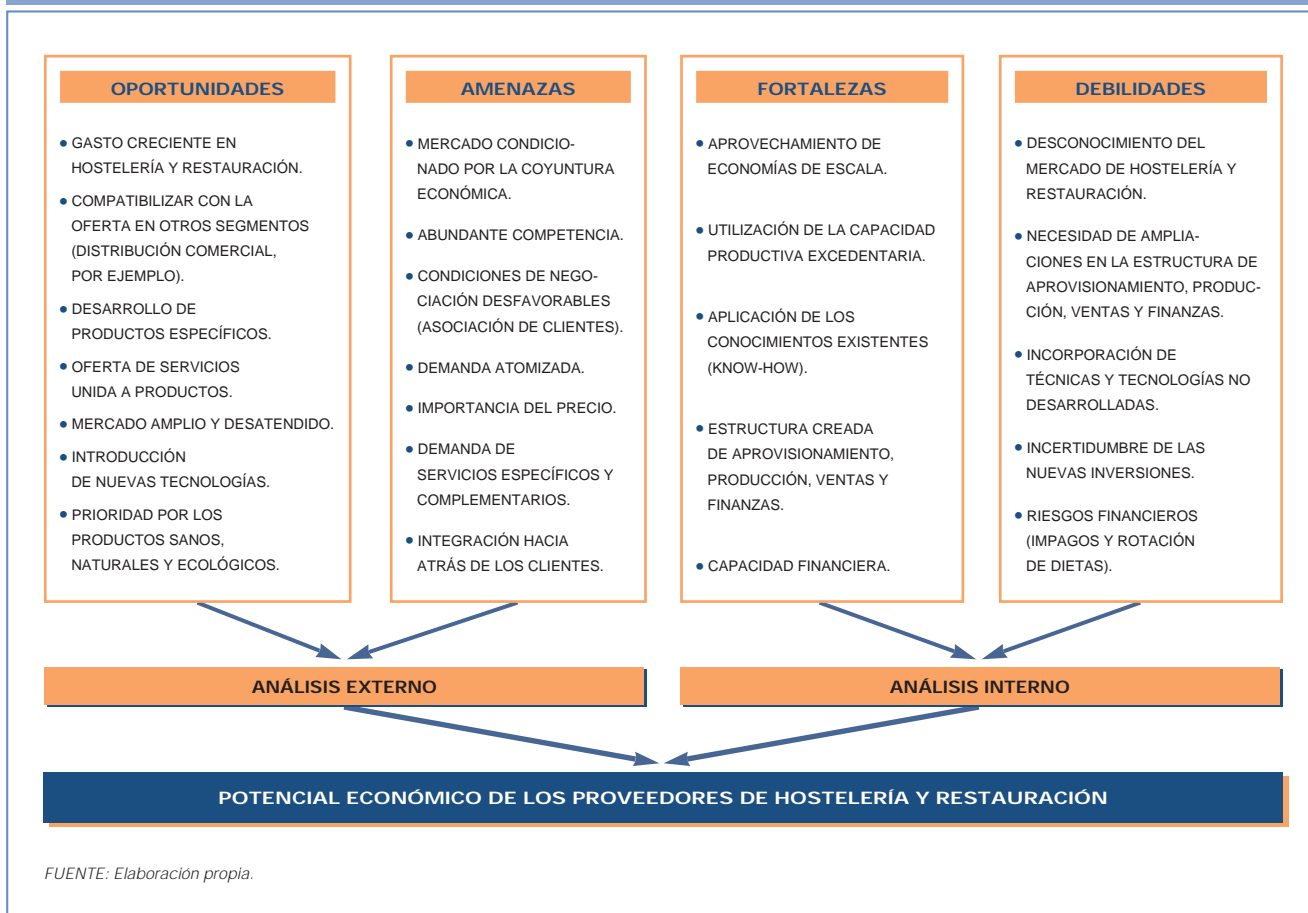 OPORTUNIDADES
• GASTO CRECIENTE EN
HOSTELERÍA Y RESTAURACIÓN.
• COMPATIBILIZAR CON LA
OFERTA EN OTROS SEGMENTOS
(DISTRIBUCIÓN COMERCIAL,
POR EJEMPLO).
• DESARROLLO DE
PRODUCTOS ESPECÍFICOS.
• OFERTA DE SERVICIOS
UNIDA A PRODUCTOS.
• MERCADO AMPLIO Y DESATENDIDO.
• INTRODUCCIÓN
DE NUEVAS TECNOLOGÍAS.
• PRIORIDAD POR LOS
PRODUCTOS SANOS,
NATURALES Y ECOLÓGICOS.
AMENAZAS
• MERCADO CONDICIO-
NADO POR LA COYUNTURA
ECONÓMICA.
• ABUNDANTE COMPETENCIA.
• CONDICIONES DE NEGO-
CIACIÓN DESFAVORABLES
(ASOCIACIÓN DE CLIENTES).
• DEMANDA ATOMIZADA.
• IMPORTANCIA DEL PRECIO.
• DEMANDA DE
SERVICIOS ESPECÍFICOS Y
COMPLEMENTARIOS.
• INTEGRACIÓN HACIA
ATRÁS DE LOS CLIENTES.
FORTALEZAS
• APROVECHAMIENTO DE
ECONOMÍAS DE ESCALA.
• UTILIZACIÓN DE LA CAPACIDAD
PRODUCTIVA EXCEDENTARIA.
• APLICACIÓN DE LOS
CONOCIMIENTOS EXISTENTES
(KNOW-HOW).
• ESTRUCTURA CREADA
DE APROVISIONAMIENTO,
PRODUCCIÓN, VENTAS Y
FINANZAS.
• CAPACIDAD FINANCIERA.
DEBILIDADES
• DESCONOCIMIENTO DEL
MERCADO DE HOSTELERÍA Y
RESTAURACIÓN.
• NECESIDAD DE AMPLIA-
CIONES EN LA ESTRUCTURA DE
APROVISIONAMIENTO, PRODUC-
CIÓN, VENTAS Y FINANZAS.
• INCORPORACIÓN DE
TÉCNICAS Y TECNOLOGÍAS NO
DESARROLLADAS.
• INCERTIDUMBRE DE LAS
NUEVAS INVERSIONES.
• RIESGOS FINANCIEROS
(IMPAGOS Y ROTACIÓN
DE DIETAS).
ANÁLISIS EXTERNO
ANÁLISIS INTERNO
POTENCIAL ECONÓMICO DE LOS PROVEEDORES DE HOSTELERÍA Y RESTAURACIÓN
FUENTE: Elaboración propia.